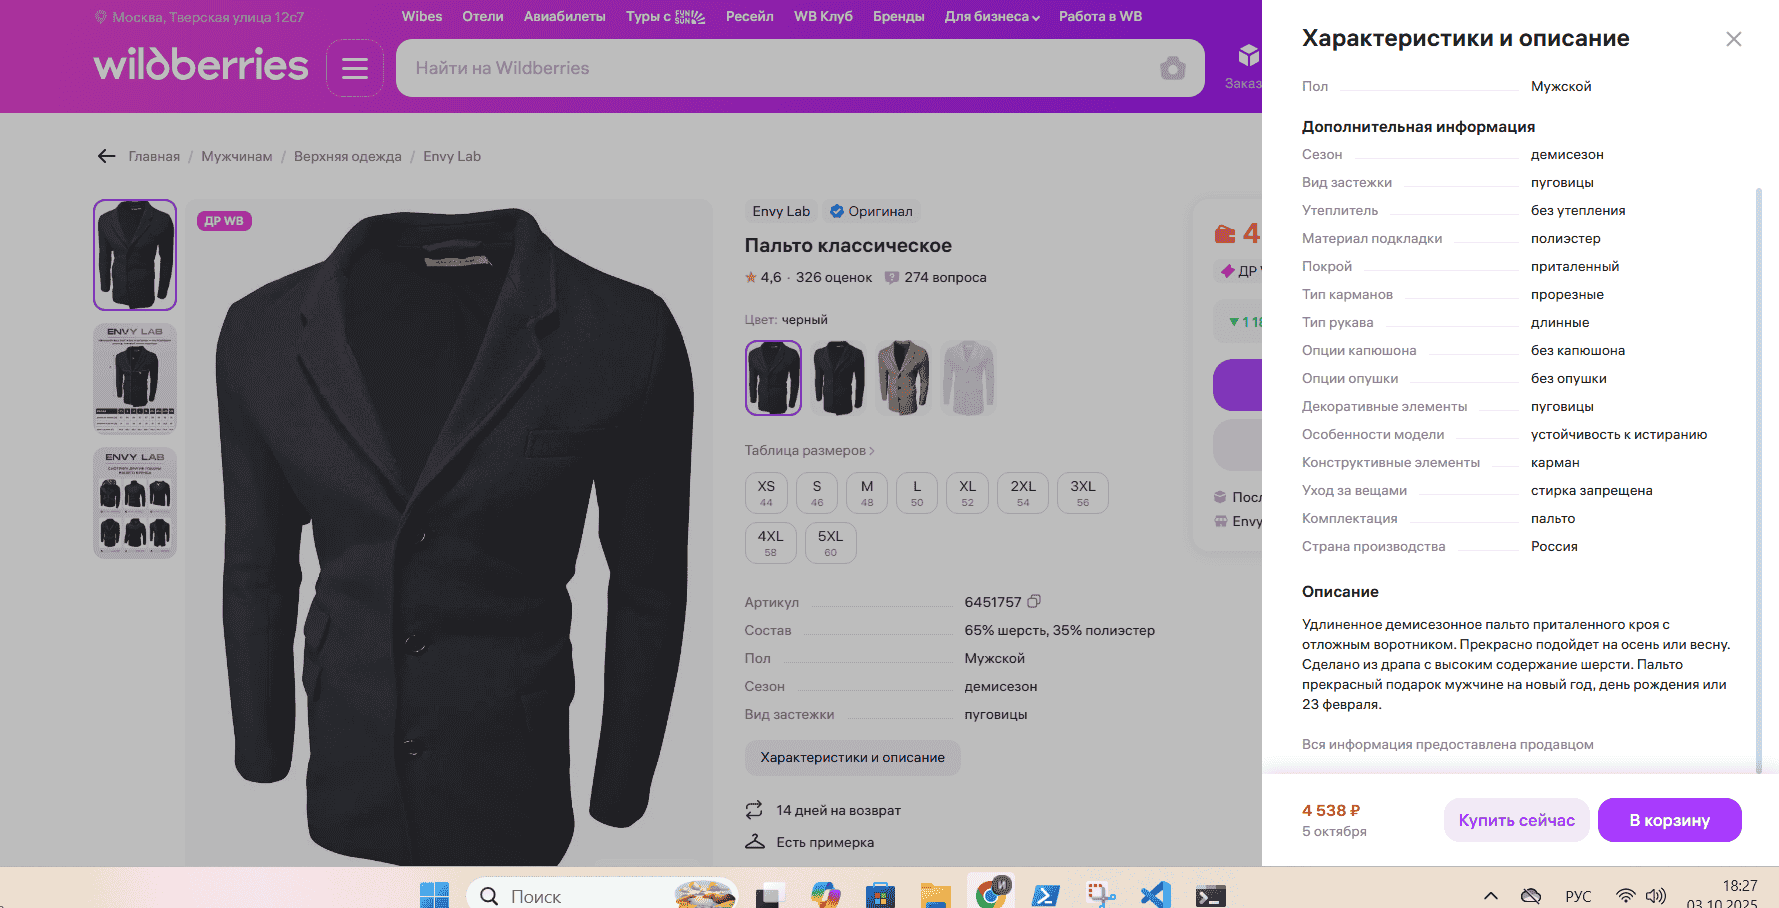 Москва, Тверская улица 12с7
Wibes Отели Авиабилеты Туры с FUN SUN Ресейл WB Клуб Бренды Для бизнеса Работа в WB
wildberries
Найти на Wildberries
Заказ
Главная / Мужчинам / Верхняя одежда / Envy Lab
ДР WB
ENVY LAB
ENVY LAB
Envy Lab
Оригинал
Пальто классическое
4,6 · 326 оценок 274 вопроса
Цвет: черный
Таблица размеров
XS S M L XL 2XL 3XL
44 46 48 50 52 54 56
4XL 5XL
58 60
Артикул 6451757
Состав 65% шерсть, 35% полиэстер
Пол Мужской
Сезон демисезон
Вид застежки пуговицы
Характеристики и описание
14 дней на возврат
Есть примерка
4
ДР
1 18
Посл
Envy
Характеристики и описание
Пол Мужской
Дополнительная информация
Сезон демисезон
Вид застежки пуговицы
Утеплитель без утепления
Материал подкладки полиэстер
Покрой приталенный
Тип карманов прорезные
Тип рукава длинные
Опции капюшона без капюшона
Опции опушки без опушки
Декоративные элементы пуговицы
Особенности модели устойчивость к истиранию
Конструктивные элементы карман
Уход за вещами стирка запрещена
Комплектация пальто
Страна производства Россия
Описание
Удлиненное демисезонное пальто приталенного кроя с
отложным воротником. Прекрасно подойдет на осень или весну.
Сделано из драпа с высоким содержание шерсти. Пальто
прекрасный подарок мужчине на новый год, день рождения или
23 февраля.
Вся информация предоставлена продавцом
4 538 ₽
5 октября
Купить сейчас
В корзину
Поиск
И
РУС
18:27
03.10.2025